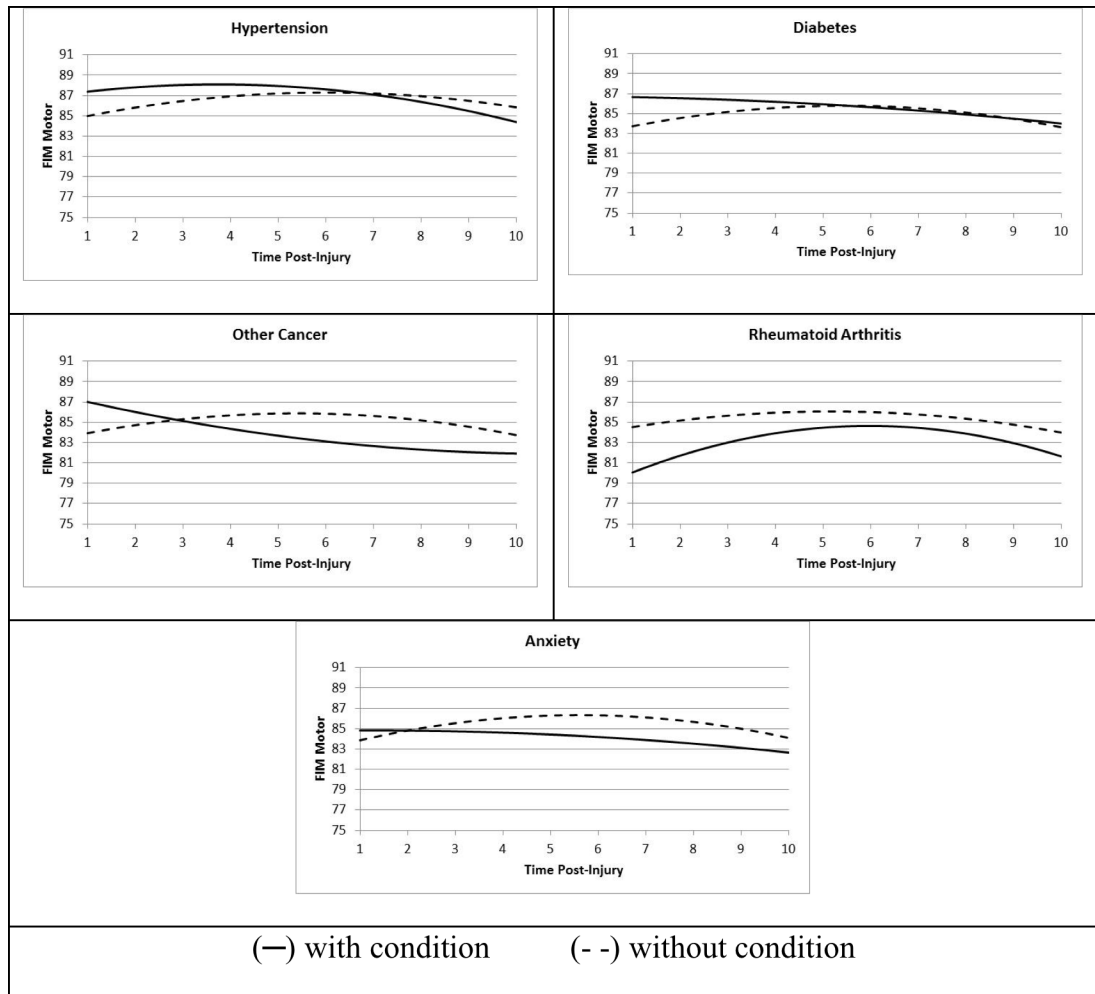 Hypertension
91
89
87
85
83
81
79
77
75
FIM Motor
1 2 3 4 5 6 7 8 9 10
Time Post-Injury
Diabetes
91
89
87
85
83
81
79
77
75
FIM Motor
1 2 3 4 5 6 7 8 9 10
Time Post-Injury
Other Cancer
91
89
87
85
83
81
79
77
75
FIM Motor
1 2 3 4 5 6 7 8 9 10
Time Post-Injury
Rheumatoid Arthritis
91
89
87
85
83
81
79
77
75
FIM Motor
1 2 3 4 5 6 7 8 9 10
Time Post-Injury
Anxiety
91
89
87
85
83
81
79
77
75
FIM Motor
1 2 3 4 5 6 7 8 9 10
Time Post-Injury
(—) with condition (- -) without condition